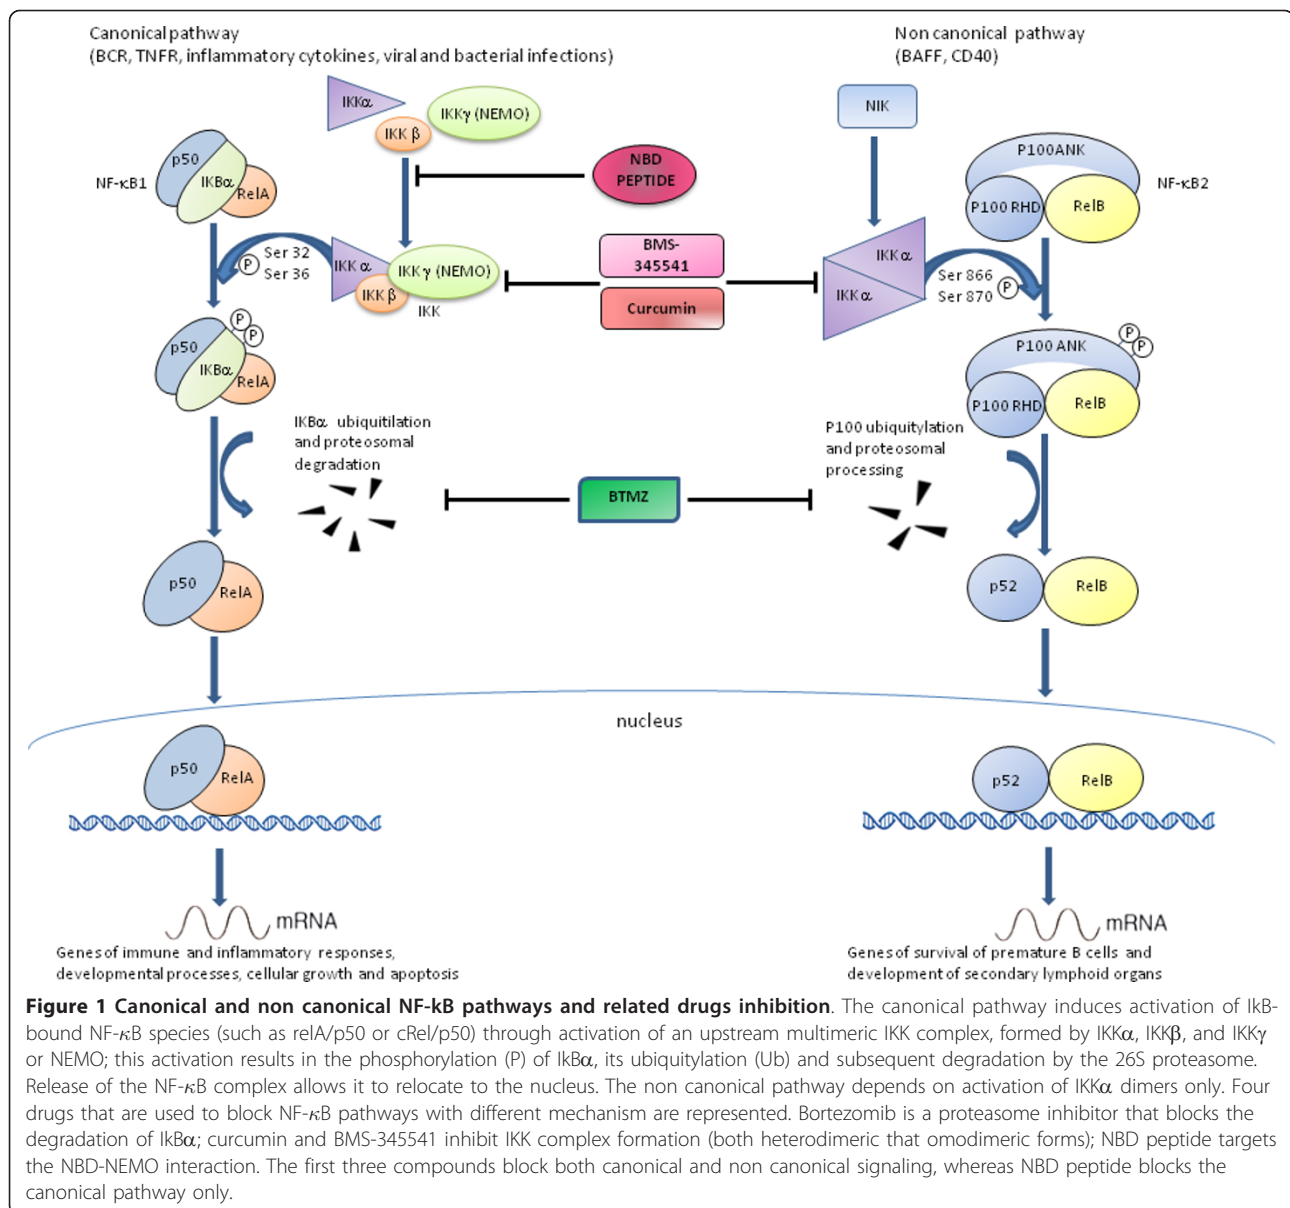 Canonical pathway
(BCR, TNFR, inflammatory cytokines, viral and bacterial infections)
Non canonical pathway
(BAFF, CD40)
IKKα
IKKγ (NEMO)
IKK β
NIK
p50
IKBα
RelA
NF-κB1
NBD
PEPTIDE
P100ANK
P100 RHD
RelB
NF-κB2
Ser 32
Ser 36
P
IKK α
IKKγ (NEMO)
IKK β
IKK
BMS-
345541
Curcumin
IKK α
IKK α
Ser 866
Ser 870
P
p50
IKBα
RelA
P
P
P100 ANK
P100 RHD
RelB
P
P
IKBα ubiquitilation
and proteosomal
degradation
P100 ubiquitylation
and proteosomal
processing
BTMZ
p50
RelA
p52
RelB
nucleus
p50
RelA
p52
RelB
mRNA
Genes of immune and inflammatory responses,
developmental processes, cellular growth and apoptosis
mRNA
Genes of survival of premature B cells and
development of secondary lymphoid organs
Figure 1 Canonical and non canonical NF-kB pathways and related drugs inhibition. The canonical pathway induces activation of IkB-
bound NF-κB species (such as relA/p50 or cRel/p50) through activation of an upstream multimeric IKK complex, formed by IKKα, IKKβ, and IKKγ
or NEMO; this activation results in the phosphorylation (P) of IkBα, its ubiquitylation (Ub) and subsequent degradation by the 26S proteasome.
Release of the NF-κB complex allows it to relocate to the nucleus. The non canonical pathway depends on activation of IKKα dimers only. Four
drugs that are used to block NF-κB pathways with different mechanism are represented. Bortezomib is a proteasome inhibitor that blocks the
degradation of IkBα; curcumin and BMS-345541 inhibit IKK complex formation (both heterodimeric that omodimeric forms); NBD peptide targets
the NBD-NEMO interaction. The first three compounds block both canonical and non canonical signaling, whereas NBD peptide blocks the
canonical pathway only.